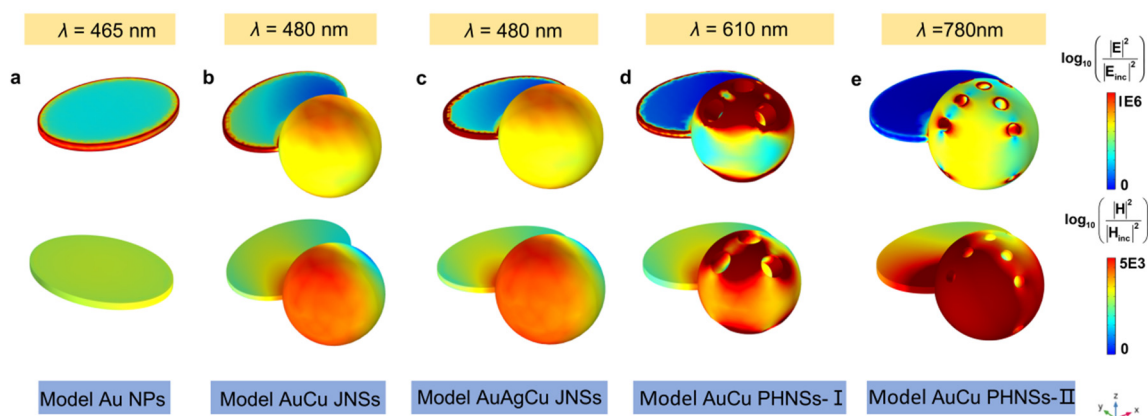 λ = 465 nm
λ = 480 nm
λ = 480 nm
λ = 610 nm
λ =780nm
a
b
c
d
e
log10(|E|²/|Einc|²)
1E6
0
log10(|H|²/|Hinc|²)
5E3
0
Model Au NPs
Model AuCu JNSs
Model AuAgCu JNSs
Model AuCu PHNSs-Ⅰ
Model AuCu PHNSs-Ⅱ
y
z
x